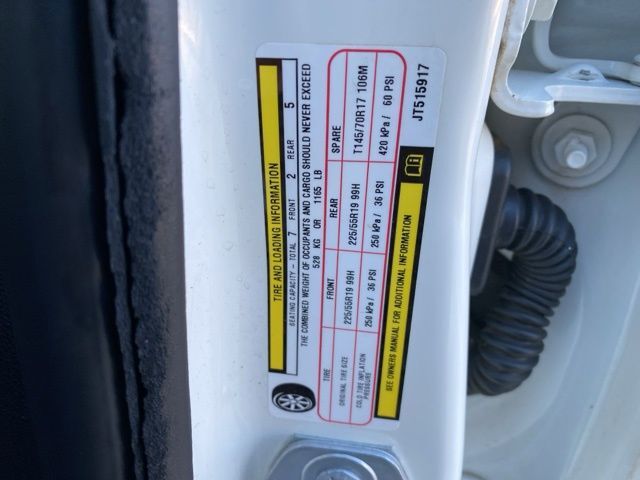 TIRE AND LOADING INFORMATION
SEATING CAPACITY - TOTAL 7 FRONT 2 REAR 5
THE COMBINED WEIGHT OF OCCUPANTS AND CARGO SHOULD NEVER EXCEED
528 KG OR 1165 LB
TIRE FRONT REAR SPARE
ORIGINAL TIRE SIZE 225/55R19 99H 225/55R19 99H T145/70R17 106M
COLD TIRE INFLATION PRESSURE 250 kPa / 36 PSI 250 kPa / 36 PSI 420 kPa / 60 PSI
SEE OWNERS MANUAL FOR ADDITIONAL INFORMATION
JT515917